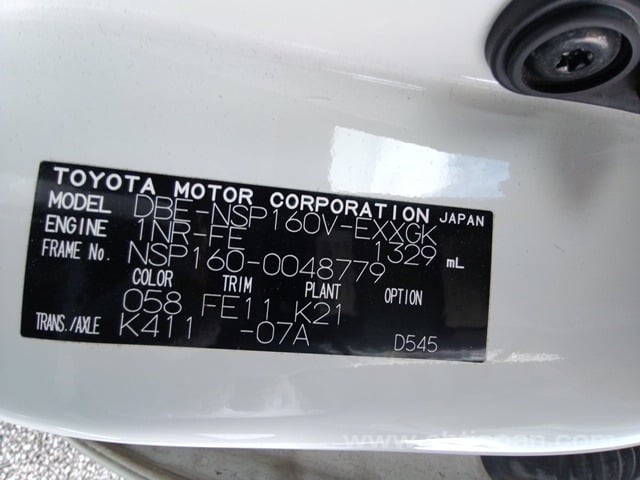 TOYOTA MOTOR CORPORATION JAPAN
MODEL DBE-NSP160V-EXXGK
ENGINE 1NR-FE 1329 mL
FRAME No. NSP160-0048779
COLOR TRIM PLANT OPTION
058 FE11 K21
TRANS./AXLE K411 -07A D545